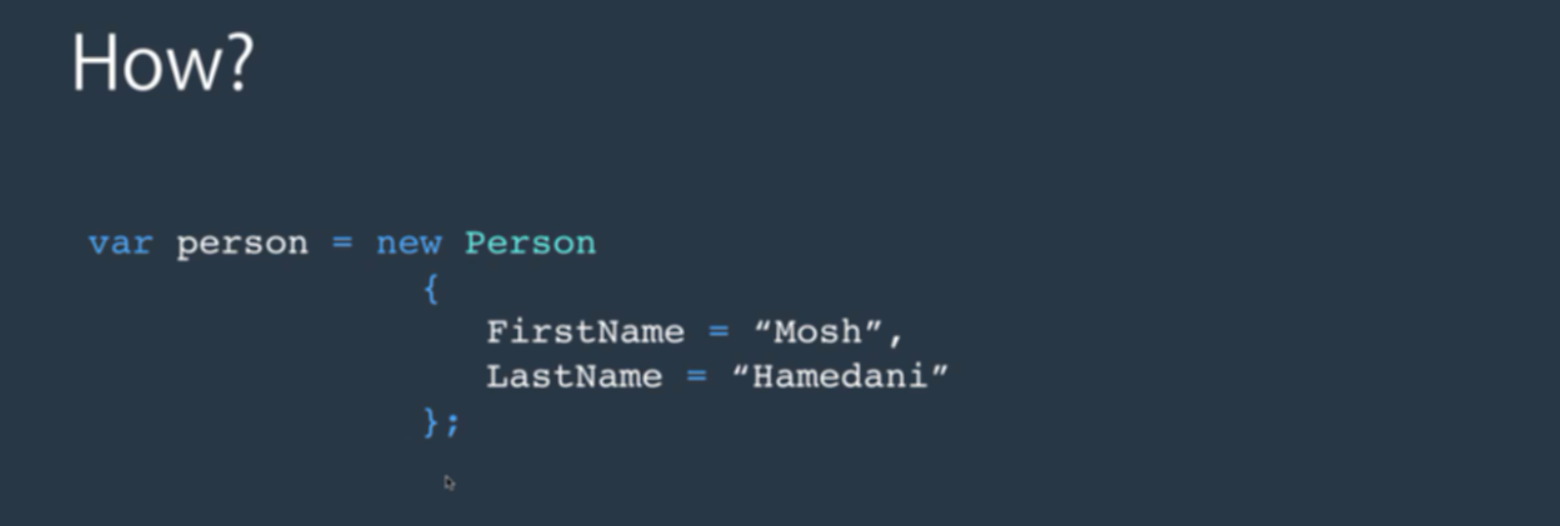 How?
var person = new Person
{
FirstName = “Mosh”,
LastName = “Hamedani”
};